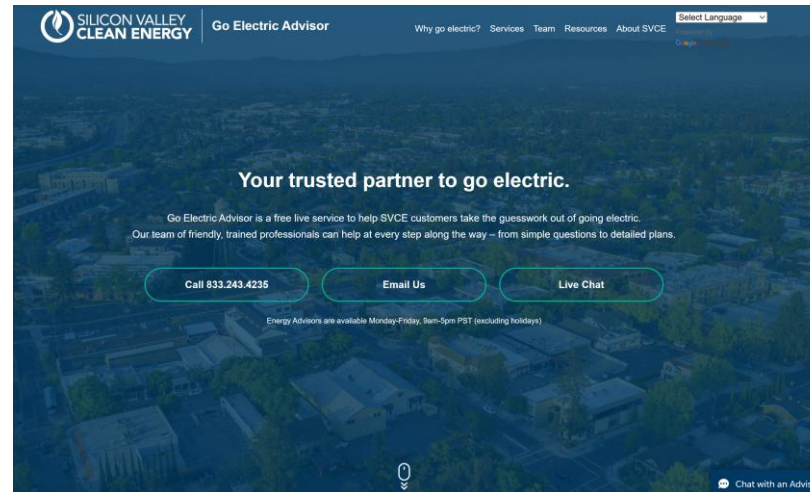 SILICON VALLEY
CLEAN ENERGY
Go Electric Advisor
Why go electric? Services Team Resources About SVCE
Select Language
Your trusted partner to go electric.
Go Electric Advisor is a free live service to help SVCE customers take the guesswork out of going electric.
Our team of friendly, trained professionals can help at every step along the way – from simple questions to detailed plans.
Call 833.243.4235
Email Us
Live Chat
Energy Advisors are available Monday-Friday, 9am-5pm PST (excluding holidays)
Chat with an Advis